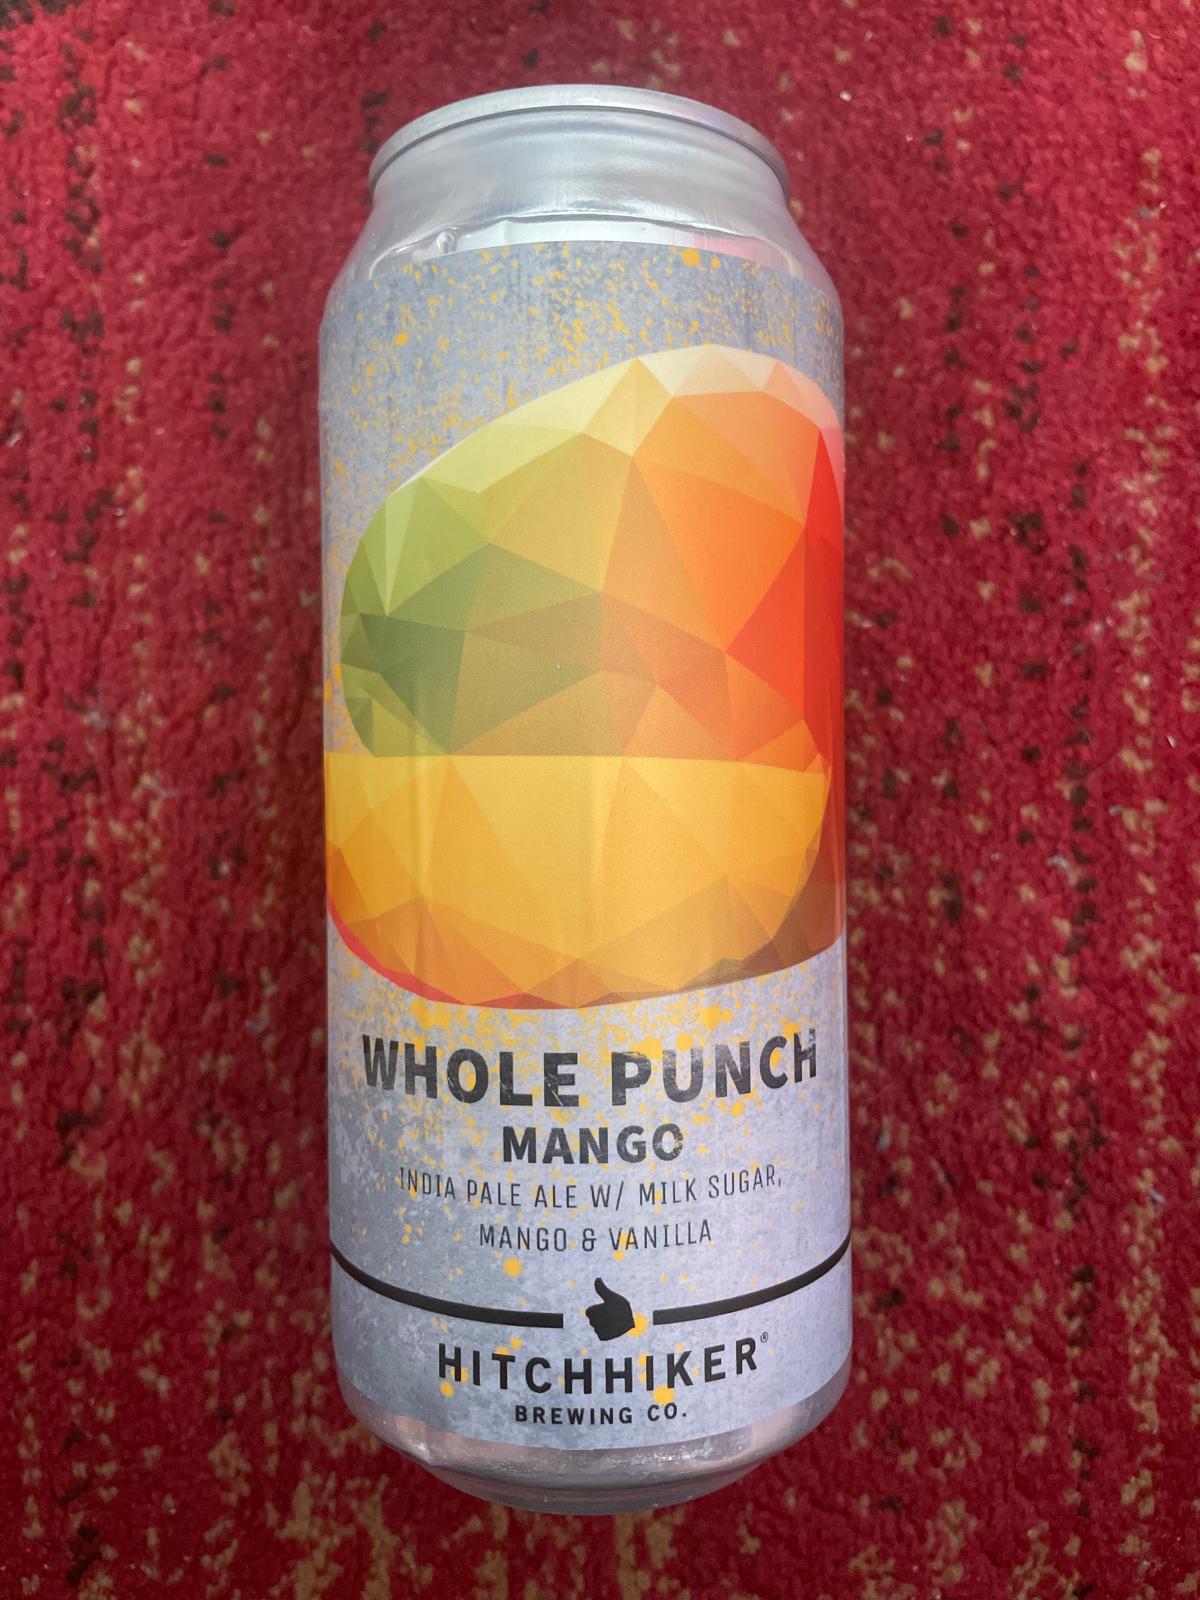 WHOLE PUNCH
MANGO
INDIA PALE ALE W/ MILK SUGAR,
MANGO & VANILLA
HITCHHIKER®
BREWING CO.